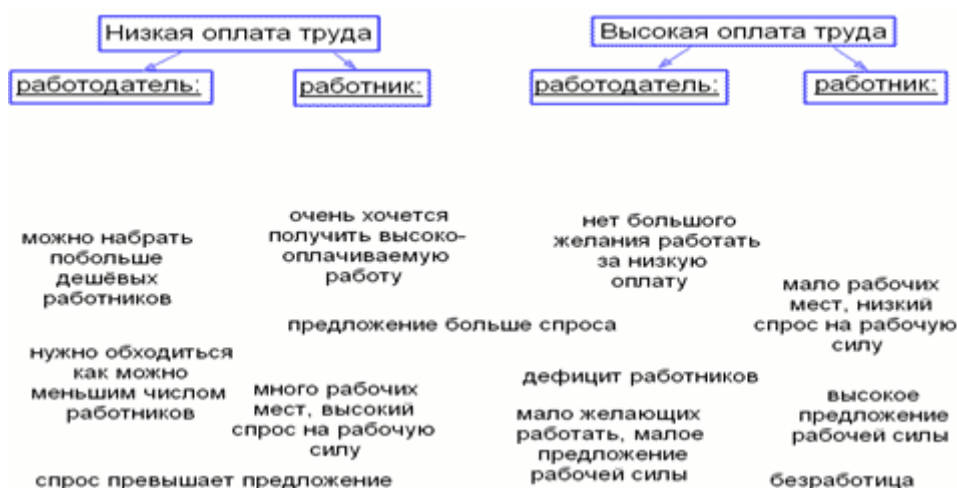 Низкая оплата труда
Высокая оплата труда
работодатель:
работник:
работодатель:
работник:
можно набрать
побольше
дешёвых
работников
очень хочется
получить высоко-
оплачиваемую
работу
нет большого
желания работать
за низкую
оплату
мало рабочих
мест, низкий
спрос на рабочую
силу
предложение больше спроса
нужно обходиться
как можно
меньшим числом
работников
много рабочих
мест, высокий
спрос на рабочую
силу
дефицит работников
мало желающих
работать, малое
предложение
рабочей силы
высокое
предложение
рабочей силы
спрос превышает предложение
безработица